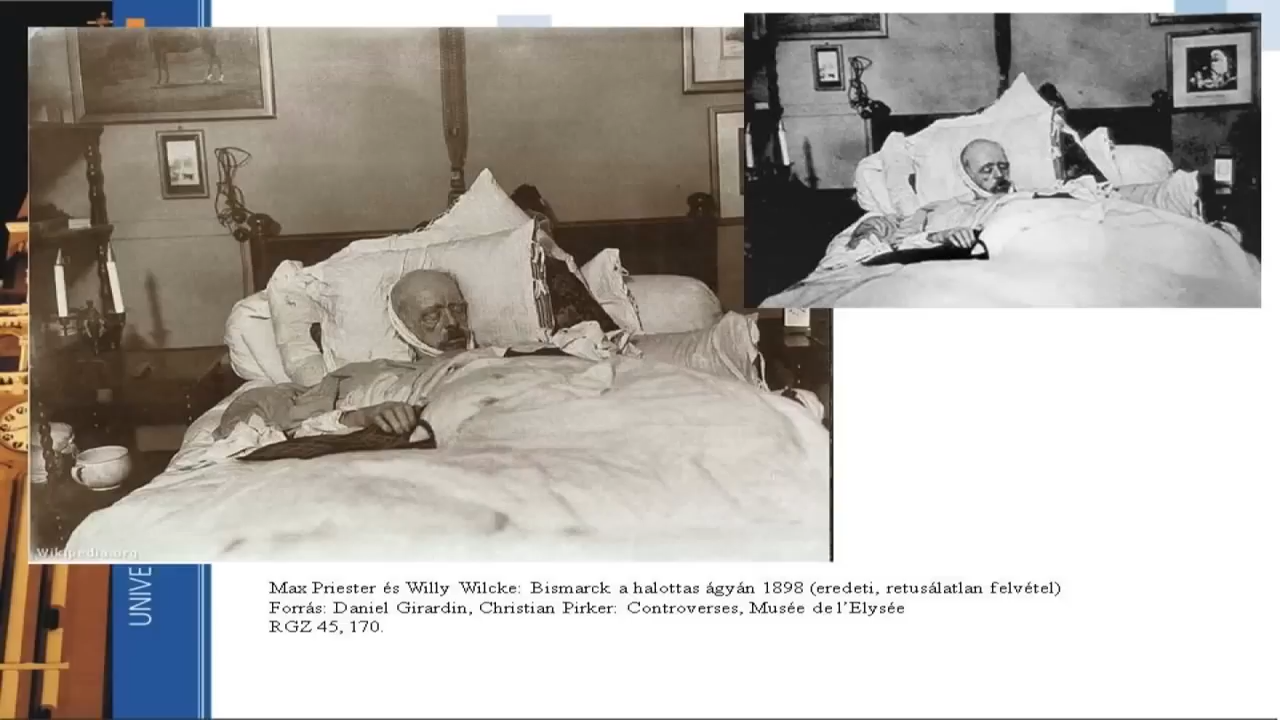 Wikipedia.org
UNIVE
Max Priester és Willy Wilcke: Bismarck a halottas ágyán 1898 (eredeti, retusálatlan felvétel)
Forrás: Daniel Girardin, Christian Pirker: Controverses, Musée de l'Elysée
RGZ 45, 170.